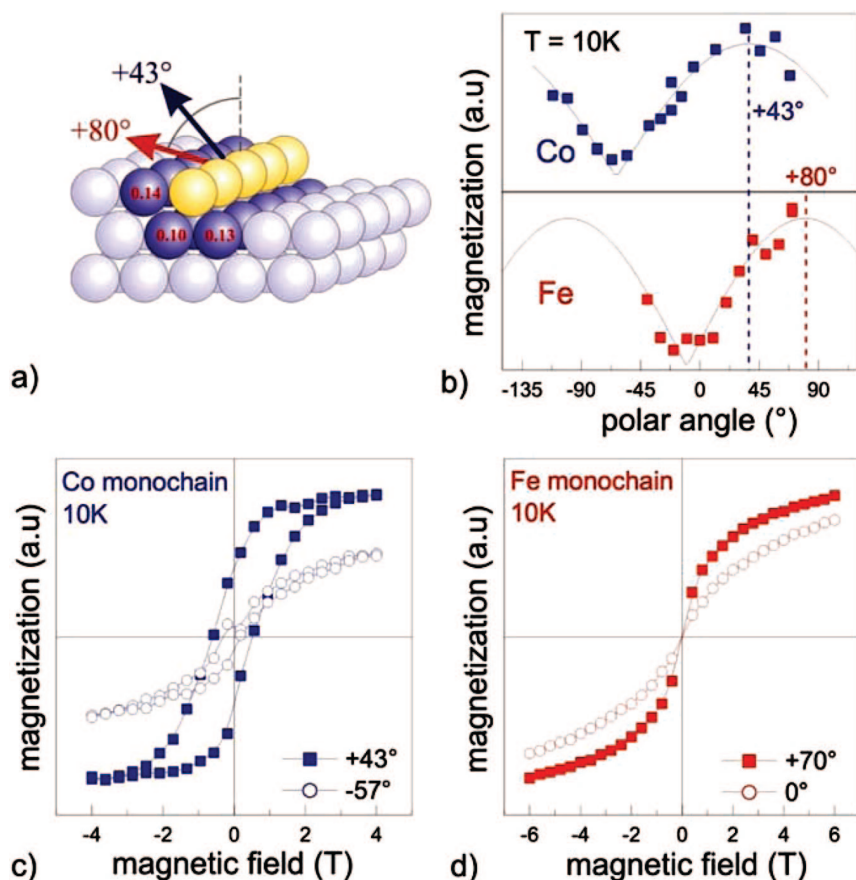 +43°
+80°
0.14
0.10 0.13
a)
magnetization (a.u)
T = 10K
Co
+43°
+80°
Fe
-135 -90 -45 0 45 90
polar angle (°)
b)
magnetization (a.u)
Co monochain
10K
+43°
-57°
-4 -2 0 2 4
magnetic field (T)
c)
magnetization (a.u)
Fe monochain
10K
+70°
0°
-6 -4 -2 0 2 4 6
magnetic field (T)
d)